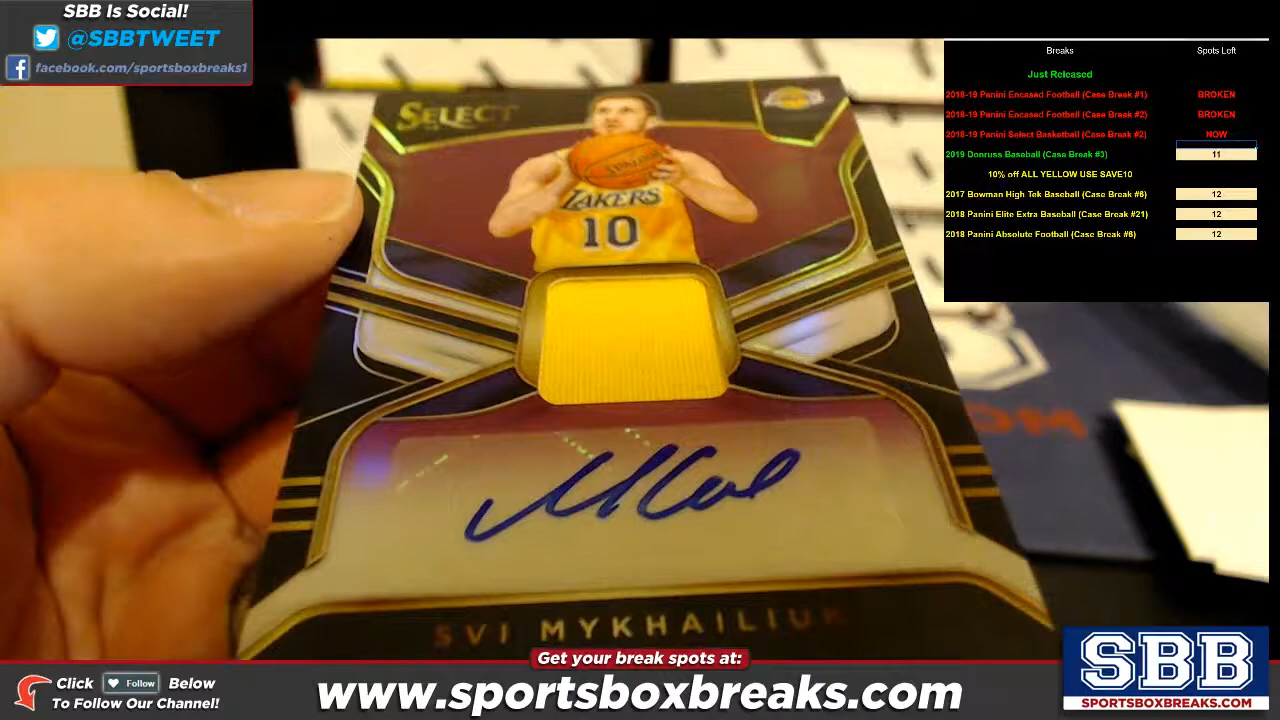 SBB Is Social!
@SBBTWEET
facebook.com/sportsboxbreaks1
Breaks Spots Left
Just Released
2018-19 Panini Encased Football (Case Break #1) BROKEN
2018-19 Panini Encased Football (Case Break #2) BROKEN
2018-19 Panini Select Basketball (Case Break #2) NOW
2019 Donruss Baseball (Case Break #3) 11
10% off ALL YELLOW USE SAVE10
2017 Bowman High Tek Baseball (Case Break #6) 12
2018 Panini Elite Extra Baseball (Case Break #21) 12
2018 Panini Absolute Football (Case Break #6) 12
SELECT
SPALDING
LAKERS
10
SVI MYKHAILIUK
Get your break spots at:
Click Follow Below
To Follow Our Channel!
www.sportsboxbreaks.com
SBB
SPORTSBOXBREAKS.COM